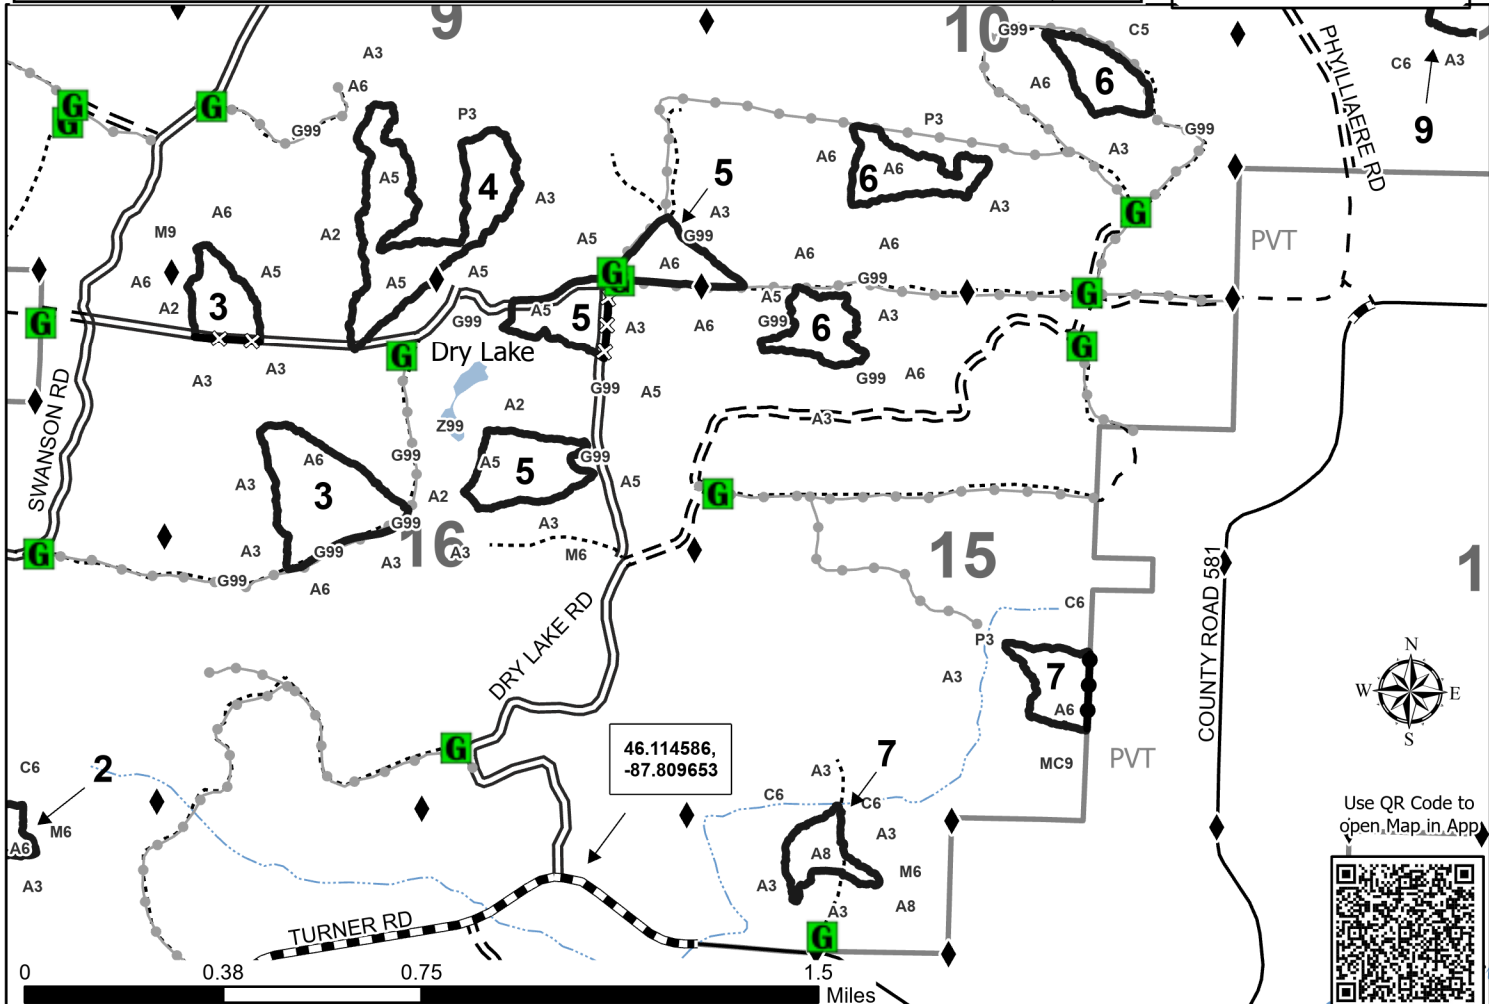 9
10
G99
C5
PHYILLIAERE RD
C6
A3
9
A3
A6
G
G
G
G99
P3
A5
4
A3
A6
6
G99
A3
P3
A6
A6
6
A3
5
A3
G99
A6
A2
A6
M9
A6
A5
A2
3
A5
A5
A5
G
G
A6
A6
G99
G
G
PVT
G
A5
5
G99
A3
A6
A5
G99
6
A3
G99
A6
G
A3
A3
G
Dry Lake
SWANSON RD
G99
A5
A2
Z99
A3
A6
A3
3
G99
A5
5
G99
A5
A2
G
G
G99
16
A3
A3
M6
A3
G99
A3
G99
A6
15
COUNTY ROAD 581
1
C6
P3
A3
7
A6
DRY LAKE RD
N
W
E
S
G
46.114586,
-87.809653
MC9
PVT
C6
2
M6
A6
A3
A3
7
C6
C6
A3
A8
M6
A3
A8
A3
G
TURNER RD
Use QR Code to
open Map in App
0
0.38
0.75
1.5
Miles